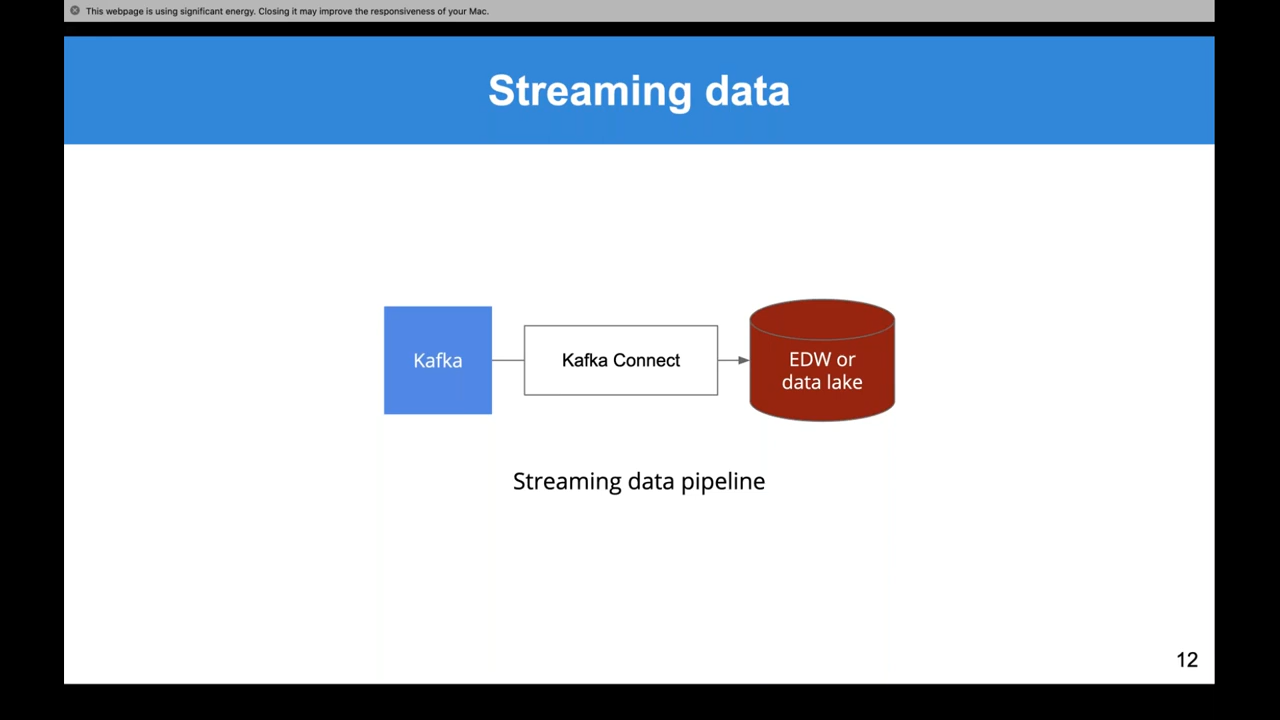 This webpage is using significant energy. Closing it may improve the responsiveness of your Mac.
Streaming data
Kafka
Kafka Connect
EDW or
data lake
Streaming data pipeline
12